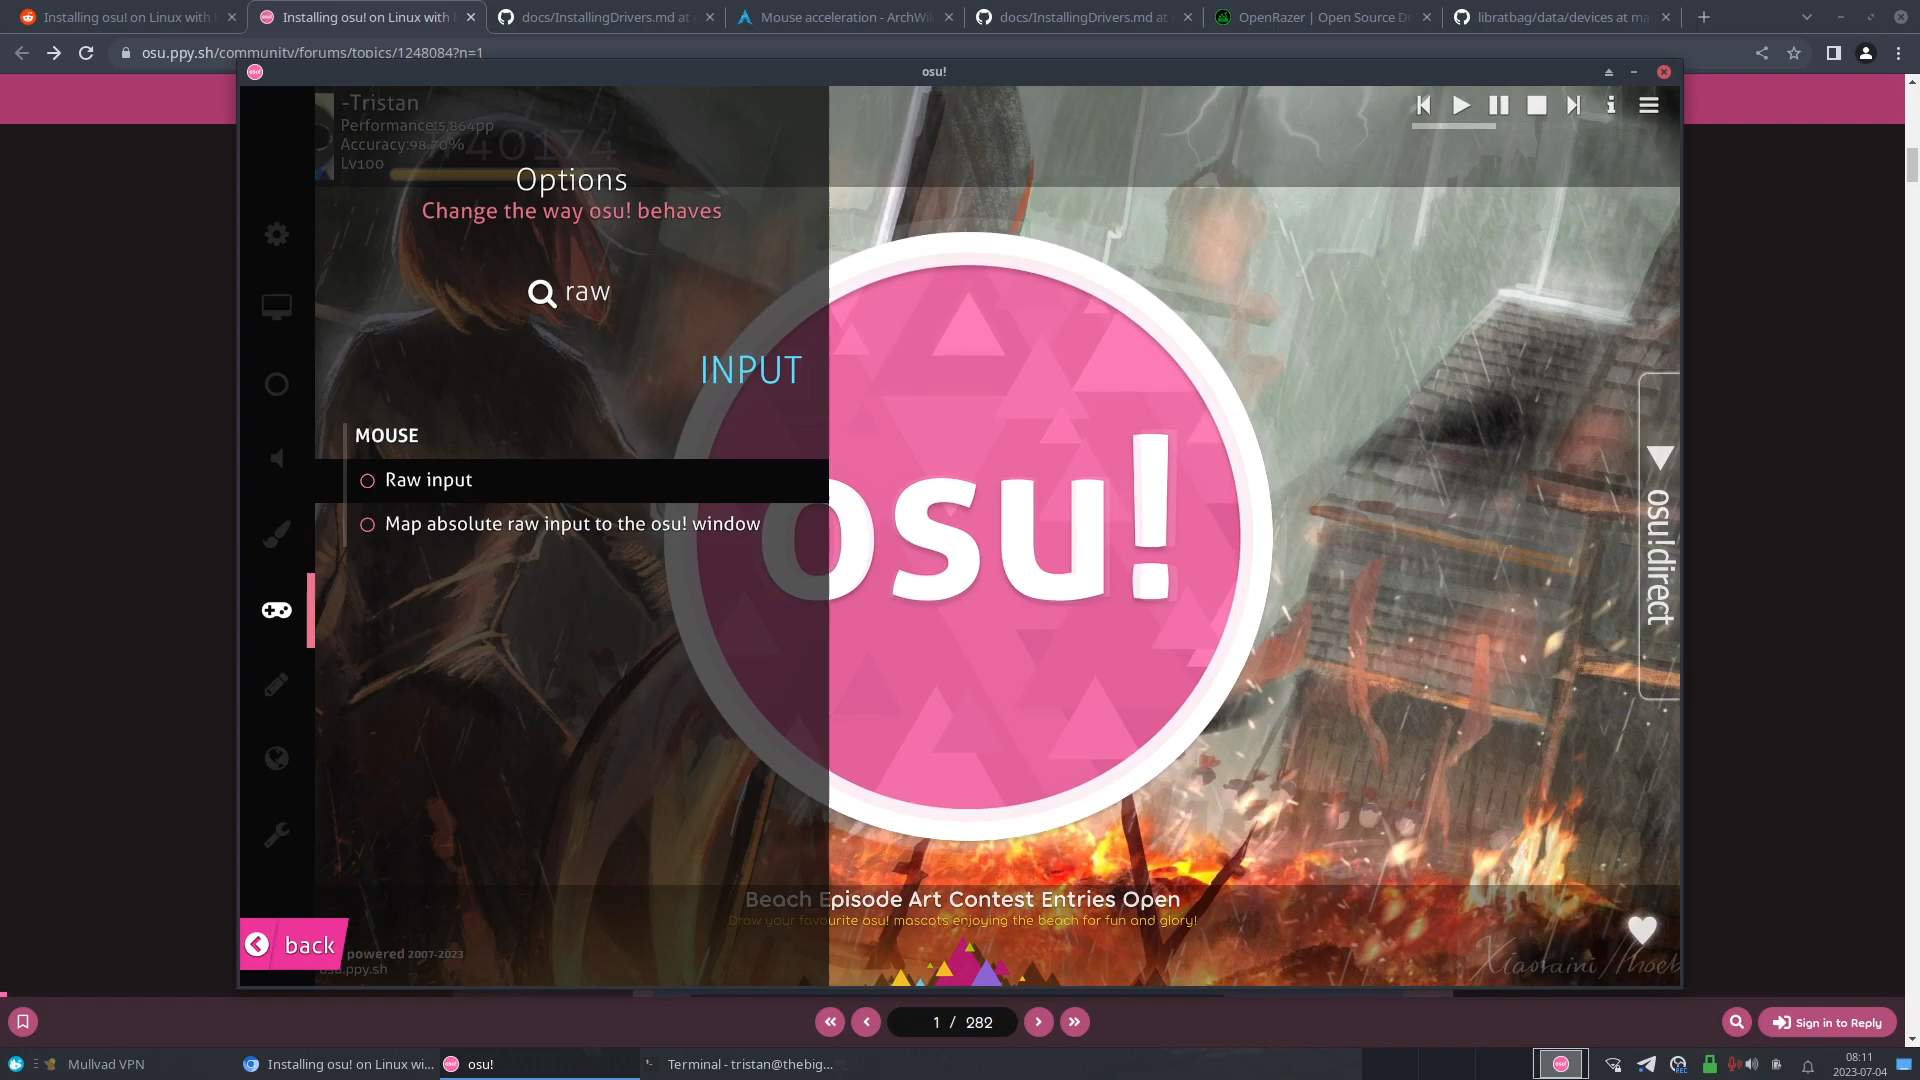 Installing osu! on Linux with
Installing osu! on Linux with
docs/InstallingDrivers.md at
Mouse acceleration - ArchWi
docs/InstallingDrivers.md at
OpenRazer | Open Source Dr
libratbag/data/devices at ma
osu.ppy.sh/community/forums/topics/1248084?n=1
osu!
-Tristan
Performance:5,864pp
Accuracy:98.70%
Lv100
#40174
Options
Change the way osu! behaves
raw
INPUT
MOUSE
Raw input
Map absolute raw input to the osu! window
osu!
osu!direct
Beach Episode Art Contest Entries Open
Draw your favourite osu! mascots enjoying the beach for fun and glory!
back
powered 2007-2023
osu.ppy.sh
1 / 282
Sign in to Reply
Mullvad VPN
Installing osu! on Linux wi...
osu!
Terminal - tristan@thebig...
REC
08:11
2023-07-04